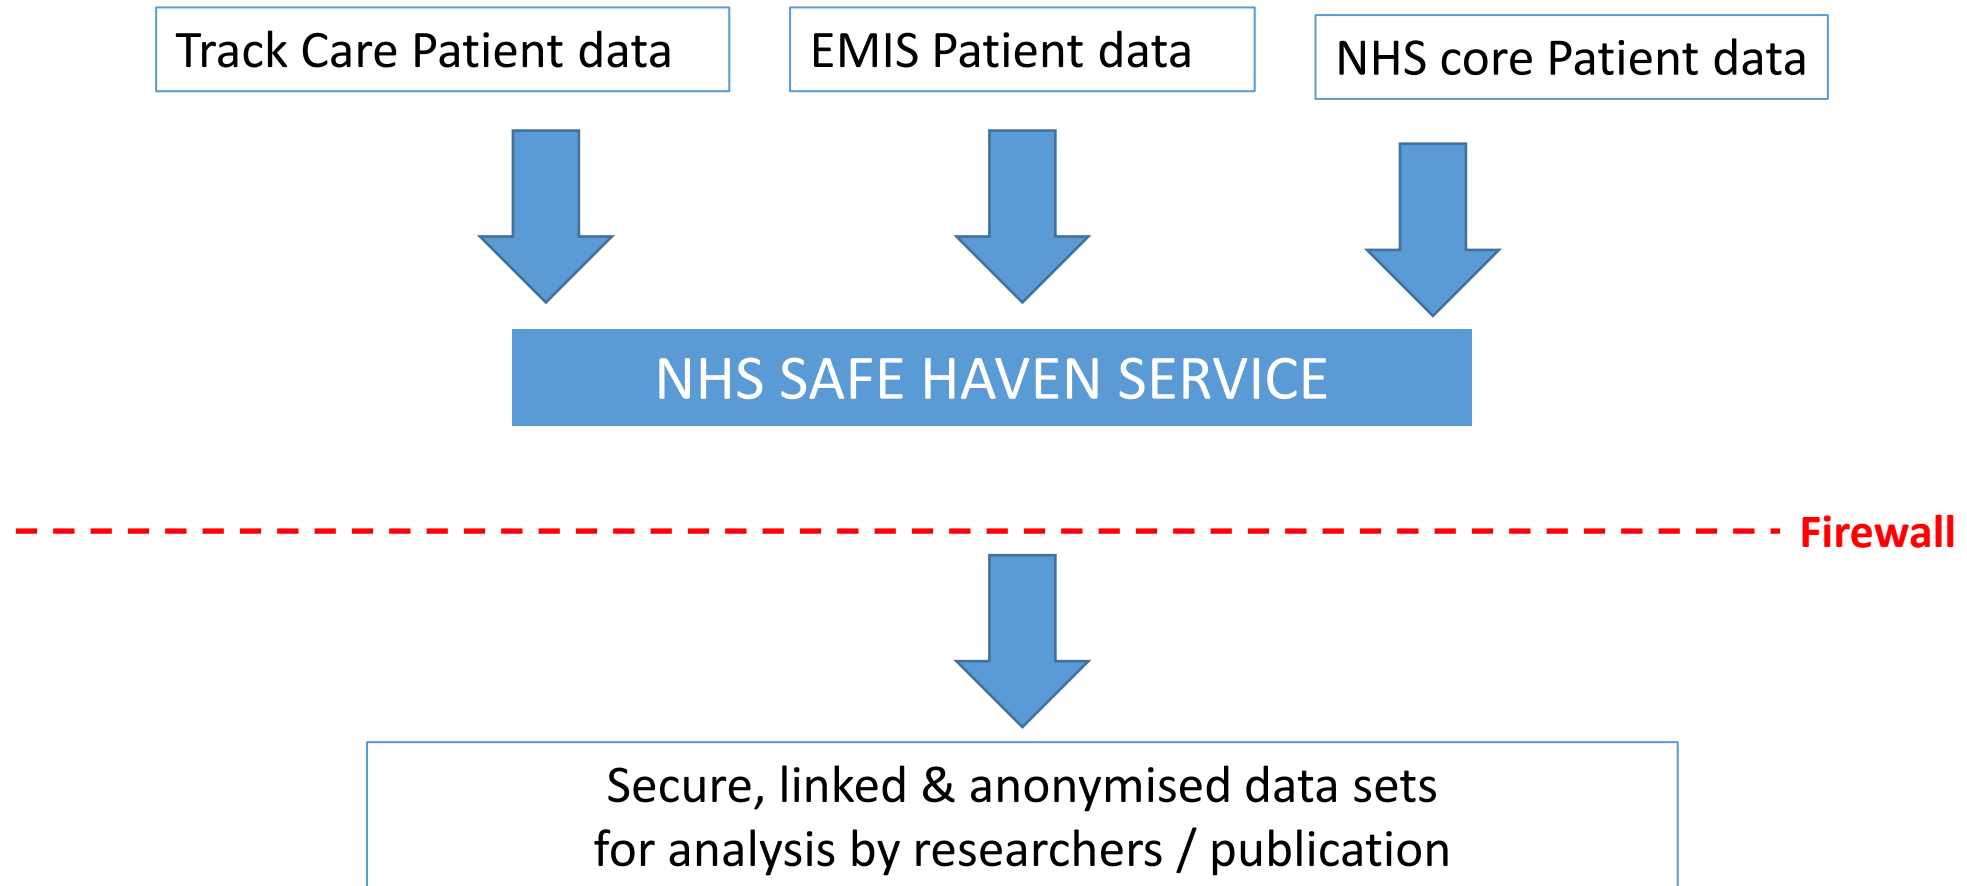 Track Care Patient data
EMIS Patient data
NHS core Patient data
NHS SAFE HAVEN SERVICE
Firewall
Secure, linked & anonymised data sets
for analysis by researchers / publication